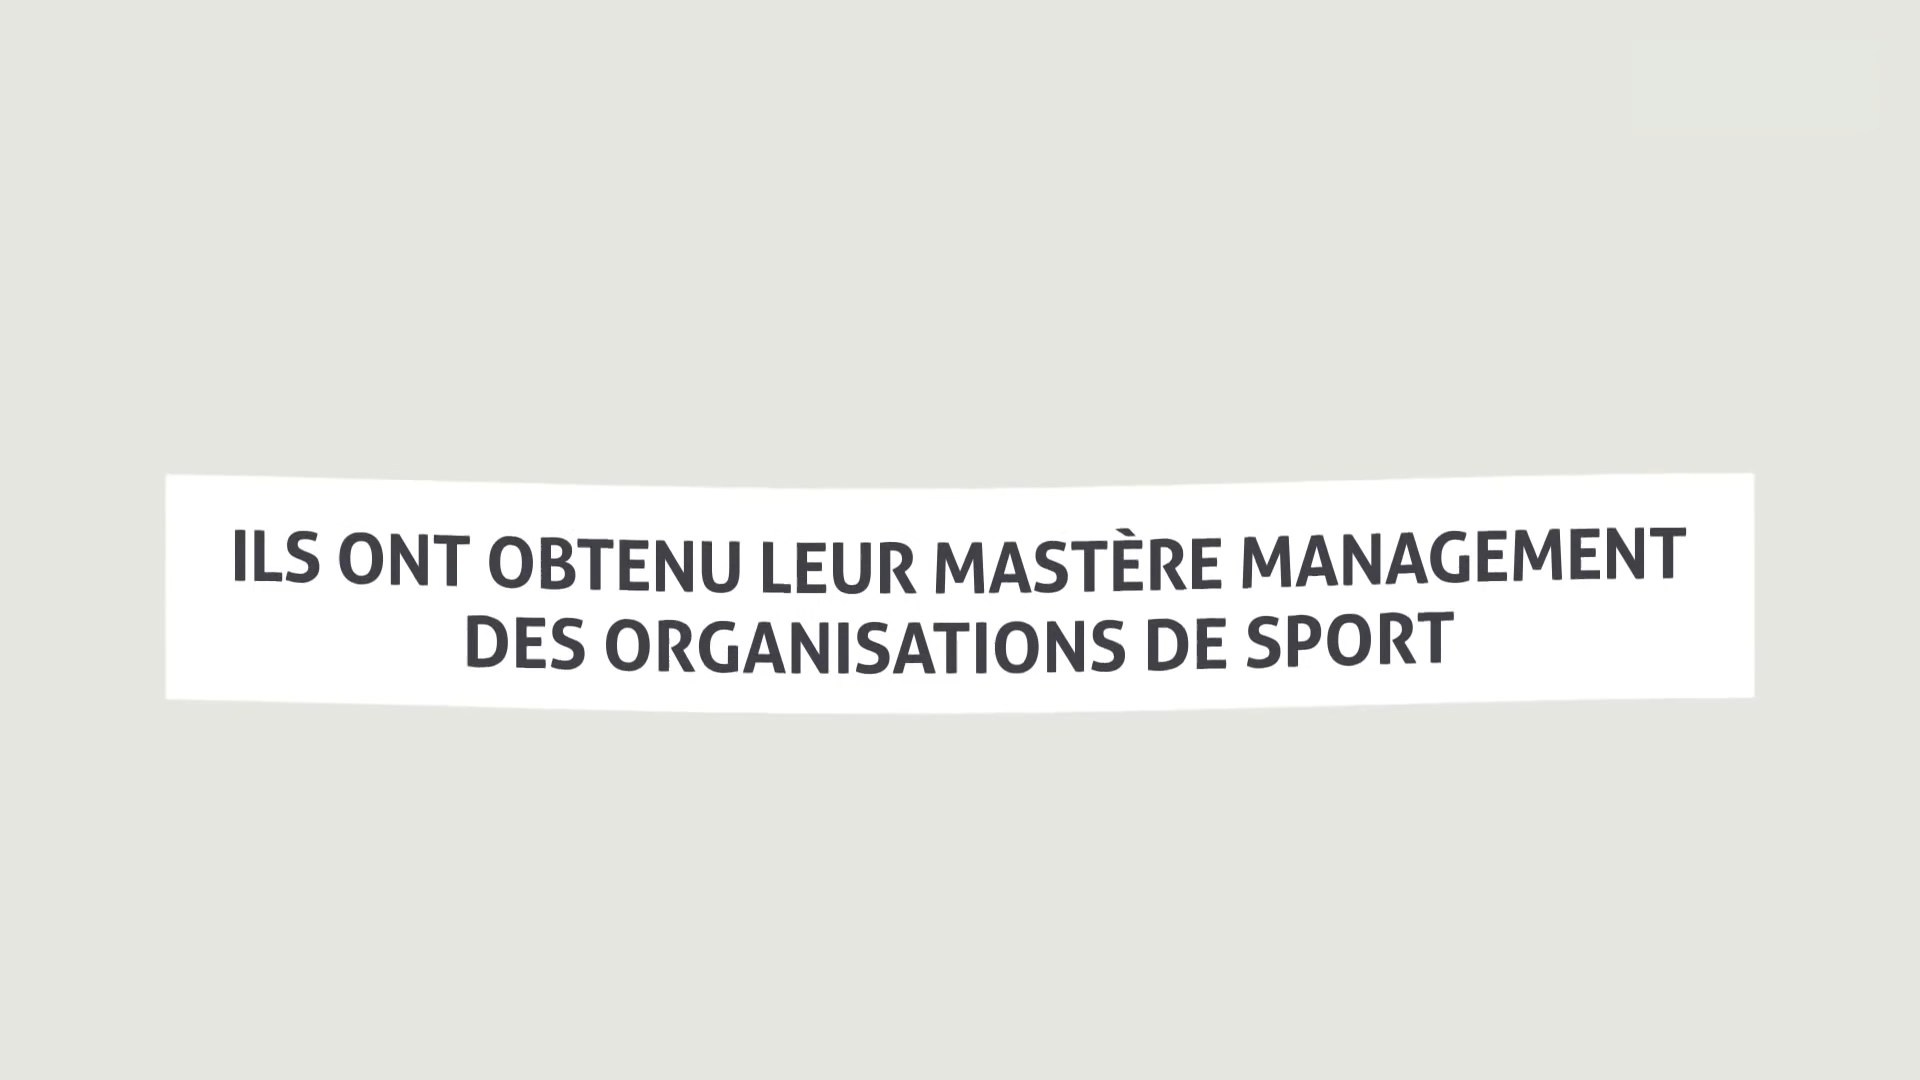 ILS ONT OBTENU LEUR MASTÈRE MANAGEMENT
DES ORGANISATIONS DE SPORT